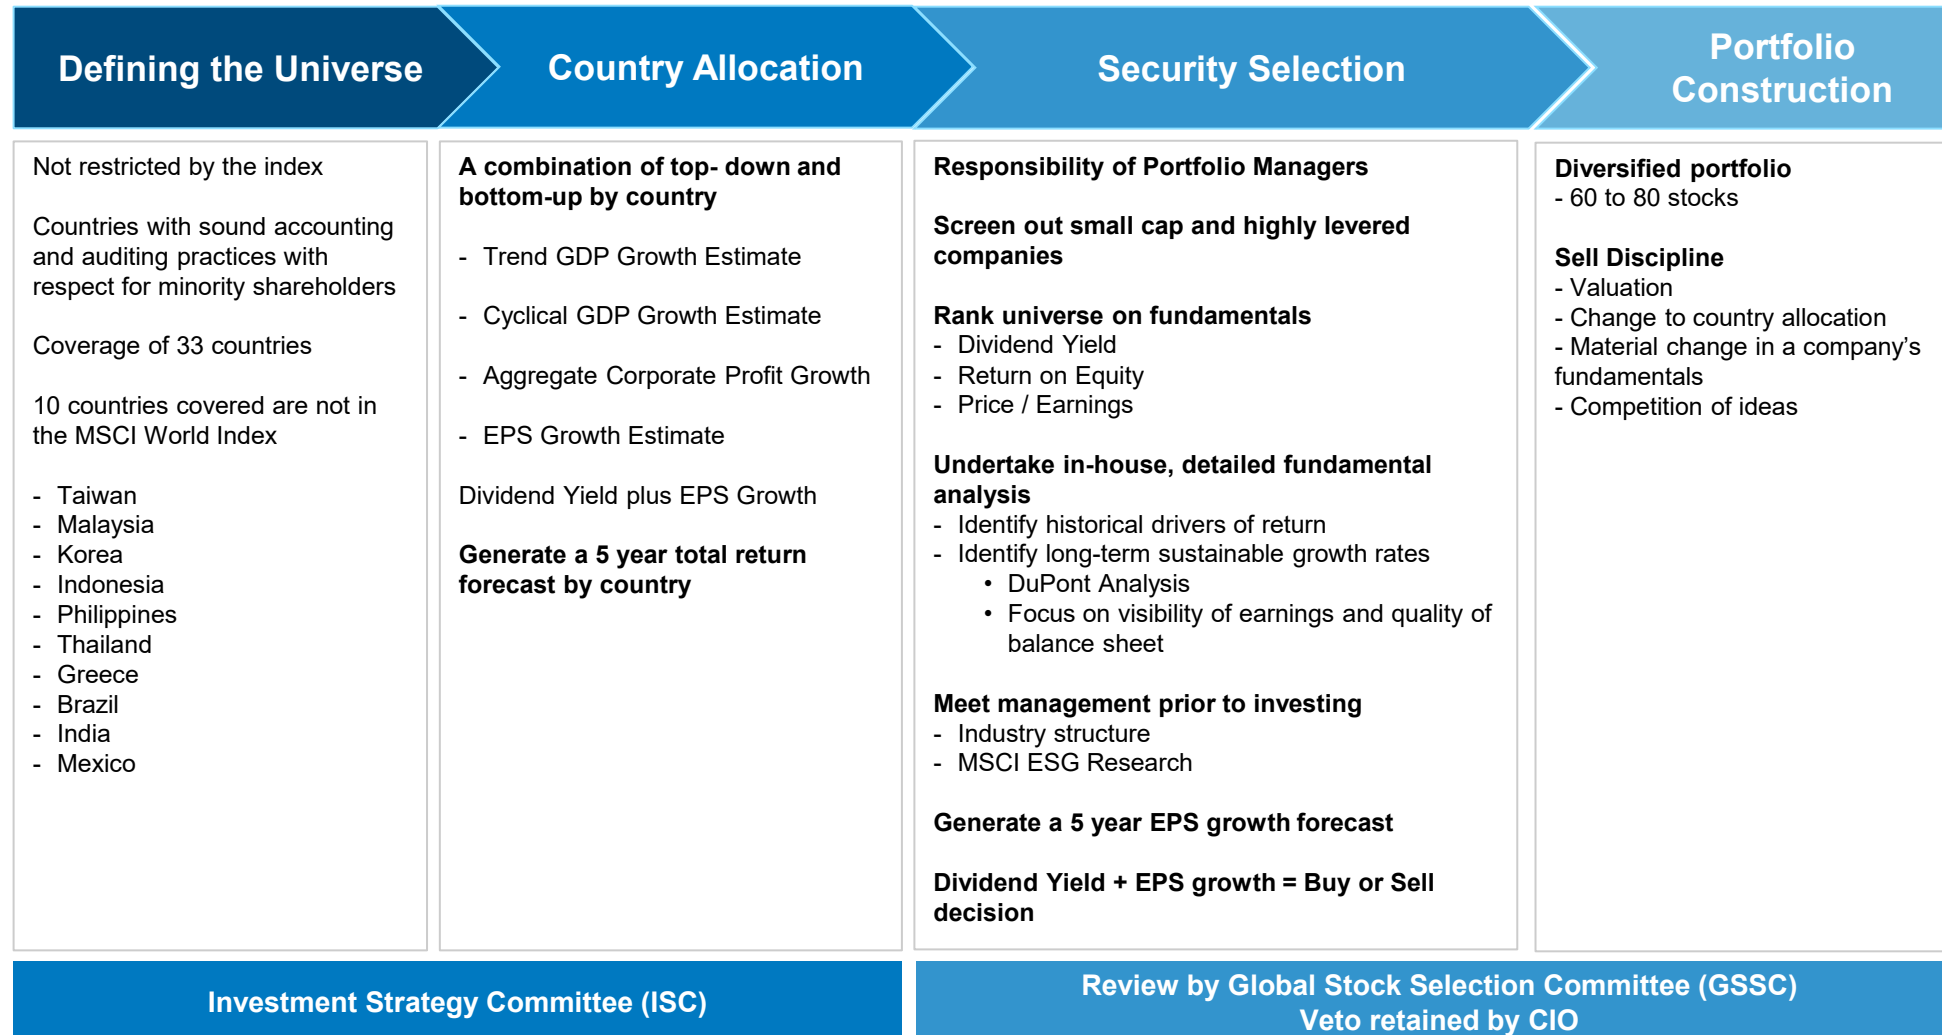 Defining the Universe
Country Allocation
Security Selection
Portfolio
Construction
Not restricted by the index
Countries with sound accounting
and auditing practices with
respect for minority shareholders
Coverage of 33 countries
10 countries covered are not in
the MSCI World Index
- Taiwan
- Malaysia
- Korea
- Indonesia
- Philippines
- Thailand
- Greece
- Brazil
- India
- Mexico
A combination of top- down and
bottom-up by country
- Trend GDP Growth Estimate
- Cyclical GDP Growth Estimate
- Aggregate Corporate Profit Growth
- EPS Growth Estimate
Dividend Yield plus EPS Growth
Generate a 5 year total return
forecast by country
Responsibility of Portfolio Managers
Screen out small cap and highly levered
companies
Rank universe on fundamentals
- Dividend Yield
- Return on Equity
- Price / Earnings
Undertake in-house, detailed fundamental
analysis
- Identify historical drivers of return
- Identify long-term sustainable growth rates
• DuPont Analysis
• Focus on visibility of earnings and quality of
balance sheet
Meet management prior to investing
- Industry structure
- MSCI ESG Research
Generate a 5 year EPS growth forecast
Dividend Yield + EPS growth = Buy or Sell
decision
Diversified portfolio
- 60 to 80 stocks
Sell Discipline
- Valuation
- Change to country allocation
- Material change in a company’s
fundamentals
- Competition of ideas
Investment Strategy Committee (ISC)
Review by Global Stock Selection Committee (GSSC)
Veto retained by CIO